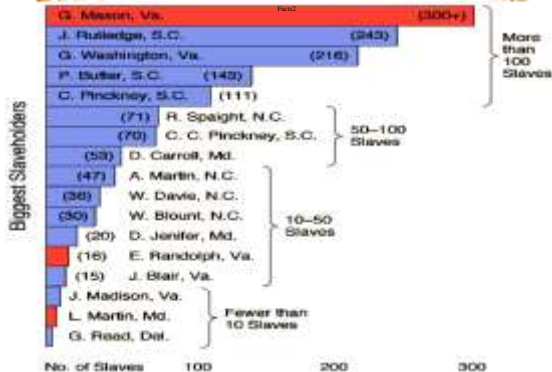 Facts2
G. Mason, Va. (300+)
J. Rutledge, S.C. (243)
G. Washington, Va. (216)
P. Butler, S.C. (143)
C. Pinckney, S.C. (111)
More
than
100
Slaves
(71) R. Spaight, N.C.
(70) C. C. Pinckney, S.C.
(53) D. Carroll, Md.
50–100
Slaves
(47) A. Martin, N.C.
(36) W. Davie, N.C.
(30) W. Blount, N.C.
(20) D. Jenifer, Md.
(16) E. Randolph, Va.
(15) J. Blair, Va.
10–50
Slaves
J. Madison, Va.
L. Martin, Md.
G. Read, Del.
Fewer than
10 Slaves
Biggest Slaveholders
No. of Slaves 100 200 300